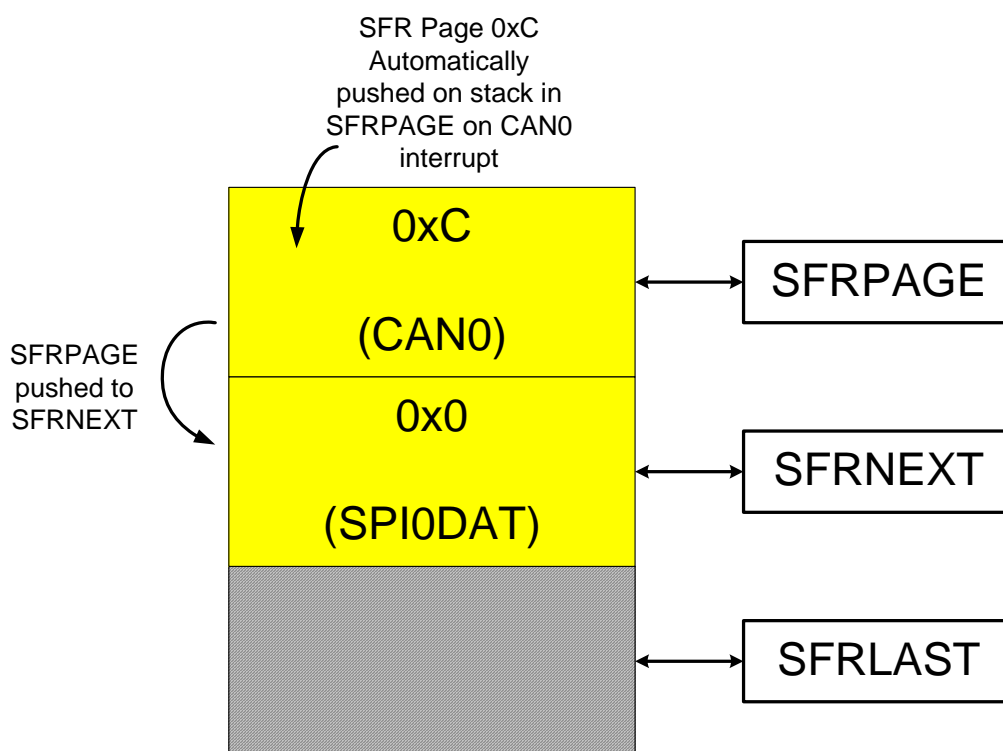 SFR Page 0xC
Automatically
pushed on stack in
SFRPAGE on CAN0
interrupt
0xC
(CAN0)
SFRPAGE
SFRPAGE
pushed to
SFRNEXT
0x0
(SPI0DAT)
SFRNEXT
SFRLAST